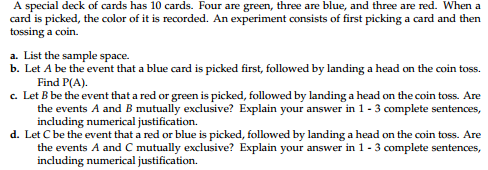 A special deck of cards has 10 cards. Four are green, three are blue, and three are red. When a
card is picked, the color of it is recorded. An experiment consists of first picking a card and then
tossing a coin.
a. List the sample space.
b. Let A be the event that a blue card is picked first, followed by landing a head on the coin toss.
Find P(A).
c. Let B be the event that a red or green is picked, followed by landing a head on the coin toss. Are
the events A and B mutually exclusive? Explain your answer in 1 - 3 complete sentences,
including numerical justification.
d. Let C be the event that a red or blue is picked, followed by landing a head on the coin toss. Are
the events A and C mutually exclusive? Explain your answer in 1 - 3 complete sentences,
including numerical justification.